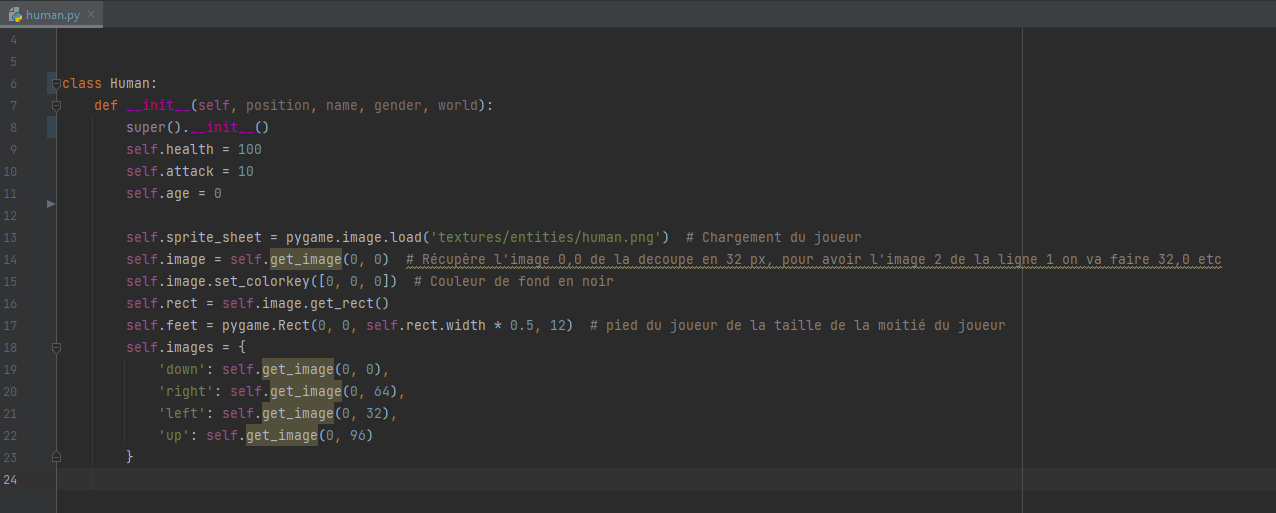 human.py
4
5
6 class Human:
7 def __init__(self, position, name, gender, world):
8 super().__init__()
9 self.health = 100
10 self.attack = 10
11 self.age = 0
12
13 self.sprite_sheet = pygame.image.load('textures/entities/human.png')  # Chargement du joueur
14 self.image = self.get_image(0, 0)  # Récupère l'image 0,0 de la decoupe en 32 px, pour avoir l'image 2 de la ligne 1 on va faire 32,0 etc
15 self.image.set_colorkey([0, 0, 0])  # Couleur de fond en noir
16 self.rect = self.image.get_rect()
17 self.feet = pygame.Rect(0, 0, self.rect.width * 0.5, 12)  # pied du joueur de la taille de la moitié du joueur
18 self.images = {
19 'down': self.get_image(0, 0),
20 'right': self.get_image(0, 64),
21 'left': self.get_image(0, 32),
22 'up': self.get_image(0, 96)
23 }
24